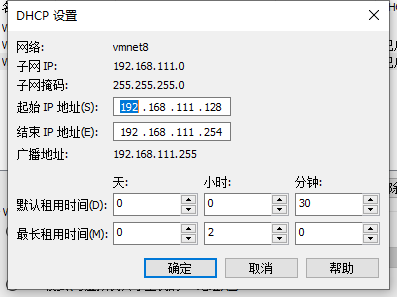 DHCP 设置
网络: vmnet8
子网 IP: 192.168.111.0
子网掩码: 255.255.255.0
起始 IP 地址(S): 192 . 168 . 111 . 128
结束 IP 地址(E): 192 . 168 . 111 . 254
广播地址: 192.168.111.255
天: 小时: 分钟:
默认租用时间(D): 0 0 30
最长租用时间(M): 0 2 0
确定 取消 帮助